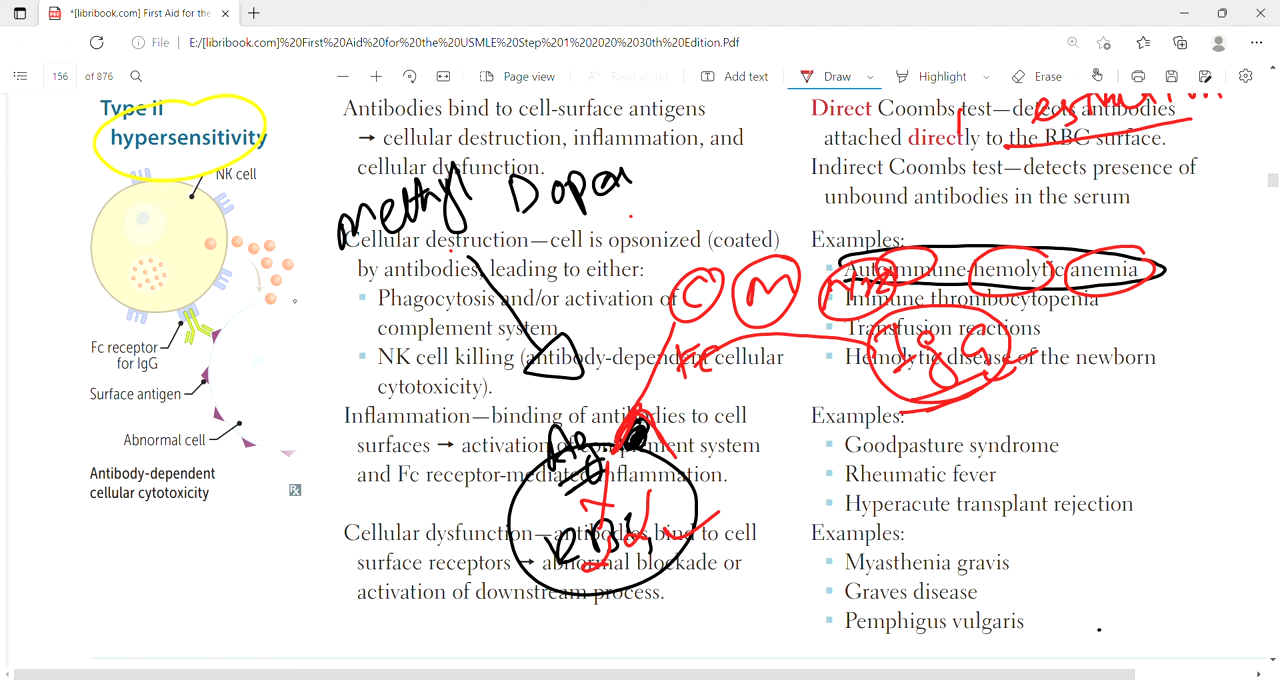 *[libribook.com] First Aid for the
File
E:/[libribook.com]%20First%20Aid%20for%20the%20USMLE%20Step%201%202020%2030th%20Edition.Pdf
156 of 876
Page view
Read aloud
Add text
Draw
Highlight
Erase
Type II
hypersensitivity
NK cell
Fc receptor
for IgG
Surface antigen
Abnormal cell
Antibody-dependent
cellular cytotoxicity
Rx
Antibodies bind to cell-surface antigens
→ cellular destruction, inflammation, and
cellular dysfunction.
Methyl Dopa
Cellular destruction—cell is opsonized (coated)
by antibodies, leading to either:
Phagocytosis and/or activation of
complement system
NK cell killing (antibody-dependent cellular
cytotoxicity).
Inflammation—binding of antibodies to cell
surfaces → activation of complement system
and Fc receptor-mediated inflammation.
Cellular dysfunction—antibodies bind to cell
surface receptors → abnormal blockade or
activation of downstream process.
C M
Fc
IgG
Ag
Direct Coombs test—detects antibodies
attached directly to the RBC surface.
Indirect Coombs test—detects presence of
unbound antibodies in the serum
Examples:
Autoimmune-hemolytic anemia
Immune thrombocytopenia
Transfusion reactions
Hemolytic disease of the newborn
Examples:
Goodpasture syndrome
Rheumatic fever
Hyperacute transplant rejection
Examples:
Myasthenia gravis
Graves disease
Pemphigus vulgaris